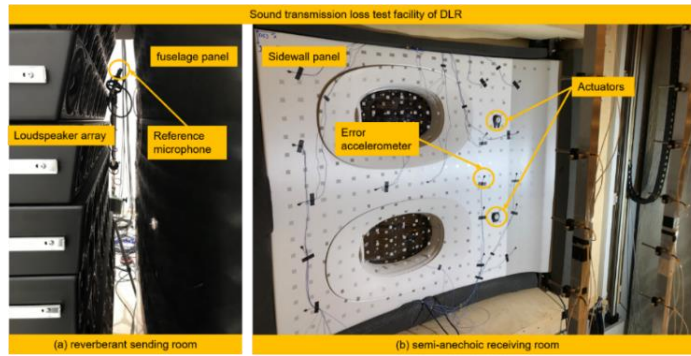 Sound transmission loss test facility of DLR
fuselage panel
Loudspeaker array
Reference
microphone
(a) reverberant sending room
Sidewall panel
Actuators
Error
accelerometer
(b) semi-anechoic receiving room